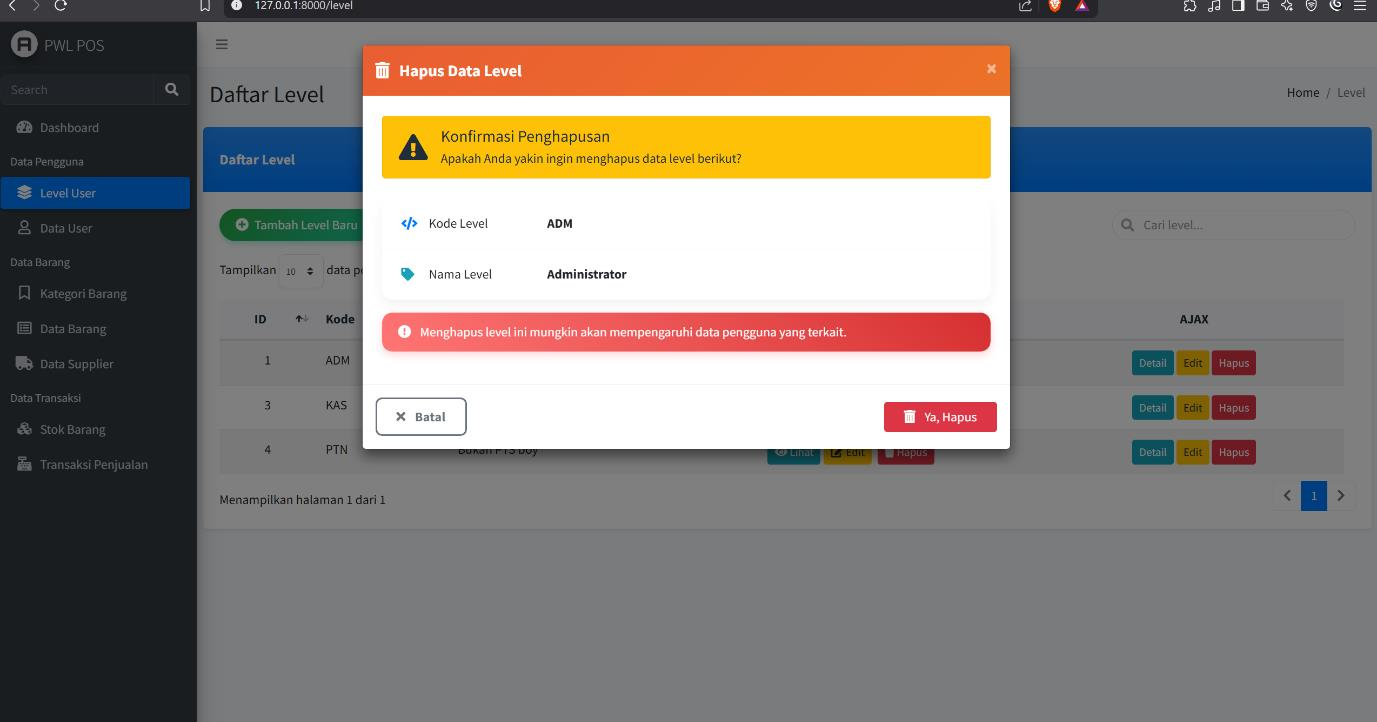 127.0.0.1:8000/level
PWL POS
Search
Dashboard
Data Pengguna
Level User
Data User
Data Barang
Kategori Barang
Data Barang
Data Supplier
Data Transaksi
Stok Barang
Transaksi Penjualan
Daftar Level
Home / Level
Daftar Level
Tambah Level Baru
Cari level...
Tampilkan 10 data
ID Kode AJAX
1 ADM Detail Edit Hapus
3 KAS Detail Edit Hapus
4 PTN Bukan PTS boy Lihat Edit Hapus Detail Edit Hapus
Menampilkan halaman 1 dari 1
1
Hapus Data Level
×
Konfirmasi Penghapusan
Apakah Anda yakin ingin menghapus data level berikut?
Kode Level ADM
Nama Level Administrator
Menghapus level ini mungkin akan mempengaruhi data pengguna yang terkait.
Batal
Ya, Hapus